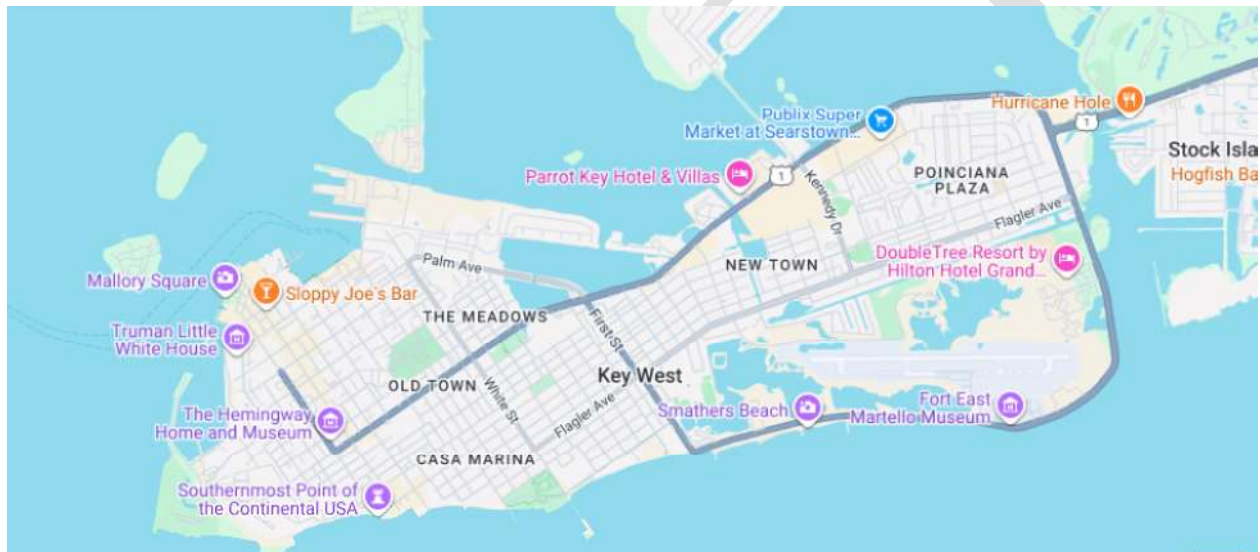 Hurricane Hole
1
Publix Super
Market at Searstown...
Stock Isla
Hogfish Ba
Parrot Key Hotel & Villas
1
Kennedy Dr
POINCIANA
PLAZA
Flagler Ave
DoubleTree Resort by
Hilton Hotel Grand...
NEW TOWN
Palm Ave
Mallory Square
Sloppy Joe's Bar
THE MEADOWS
First St
Truman Little
White House
OLD TOWN
White St
Key West
Flagler Ave
Smathers Beach
Fort East
Martello Museum
The Hemingway
Home and Museum
CASA MARINA
Southernmost Point of
the Continental USA